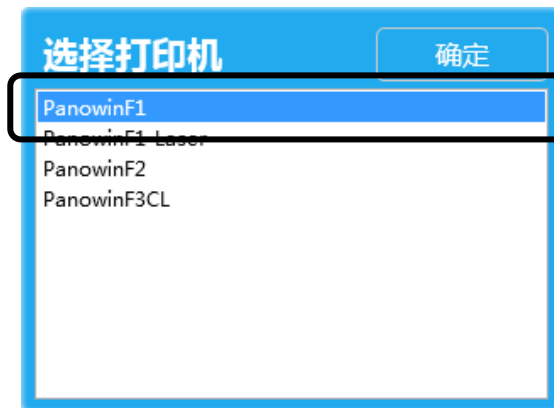 选择打印机
确定
PanowinF1
PanowinF1-Laser
PanowinF2
PanowinF3CL